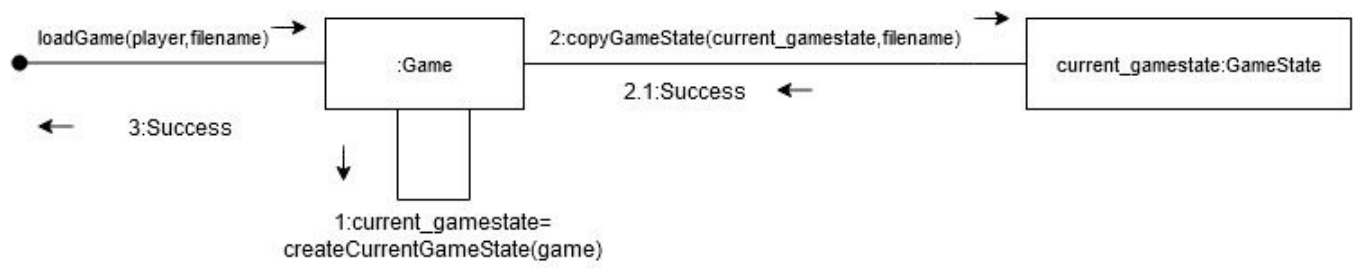 loadGame(player,filename)
:Game
2:copyGameState(current_gamestate,filename)
current_gamestate:GameState
2.1:Success
3:Success
1:current_gamestate=
createCurrentGameState(game)